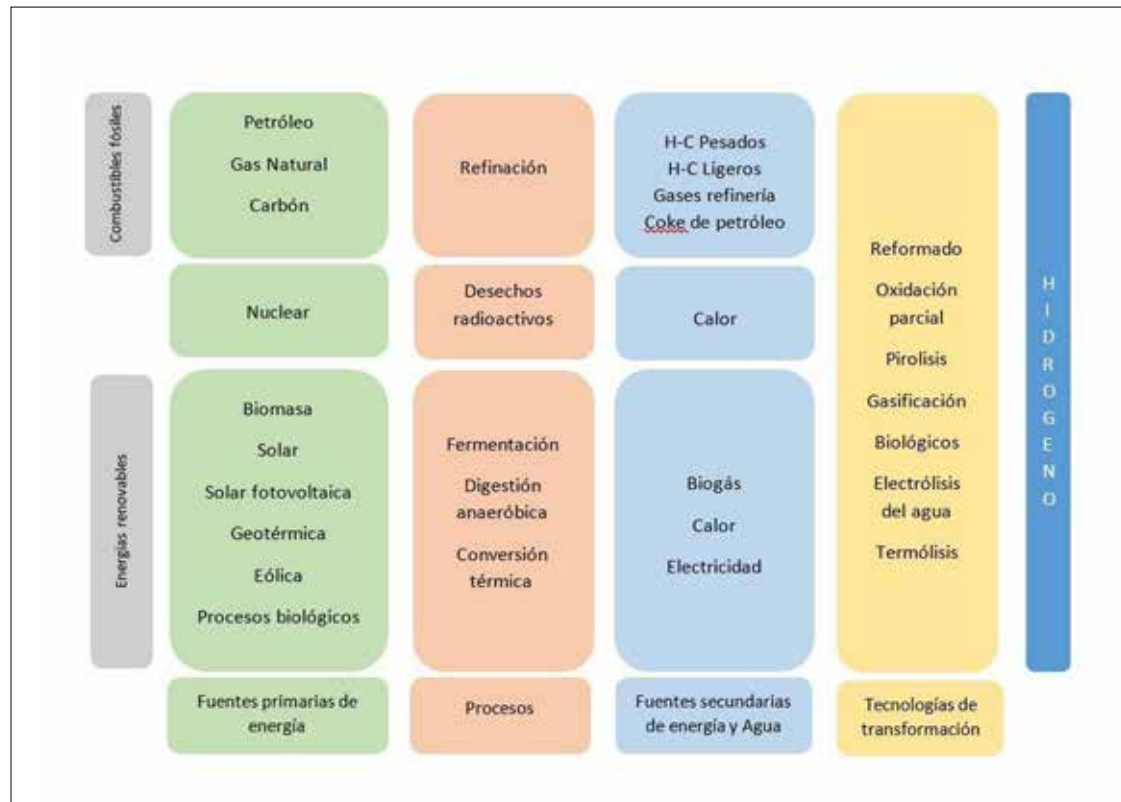 Combustibles fósiles
Petróleo
Gas Natural
Carbón
Refinación
H-C Pesados
H-C Ligeros
Gases refinería
Coke de petróleo
Nuclear
Desechos
radioactivos
Calor
Energías renovables
Biomasa
Solar
Solar fotovoltaica
Geotérmica
Eólica
Procesos biológicos
Fermentación
Digestión
anaeróbica
Conversión
térmica
Biogás
Calor
Electricidad
Reformado
Oxidación
parcial
Pirolisis
Gasificación
Biológicos
Electrólisis
del agua
Termólisis
HIDROGENO
Fuentes primarias de
energía
Procesos
Fuentes secundarias
de energía y Agua
Tecnologías de
transformación